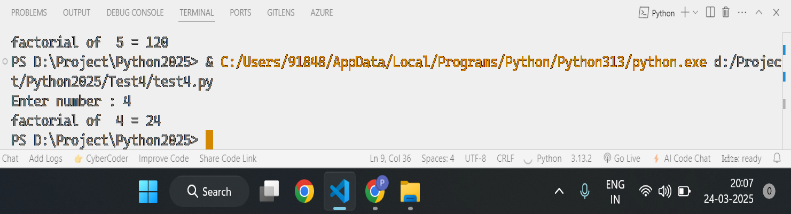 PROBLEMS OUTPUT DEBUG CONSOLE TERMINAL PORTS GITLENS AZURE Python
factorial of  5 = 120
PS D:\Project\Python2025> & C:/Users/91848/AppData/Local/Programs/Python/Python313/python.exe d:/Projec
t/Python2025/Test4/test4.py
Enter number : 4
factorial of  4 = 24
PS D:\Project\Python2025>
Chat Add Logs CyberCoder Improve Code Share Code Link Ln 9, Col 36 Spaces: 4 UTF-8 CRLF Python 3.13.2 Go Live AI Code Chat ready
Search
ENG
IN
20:07
24-03-2025